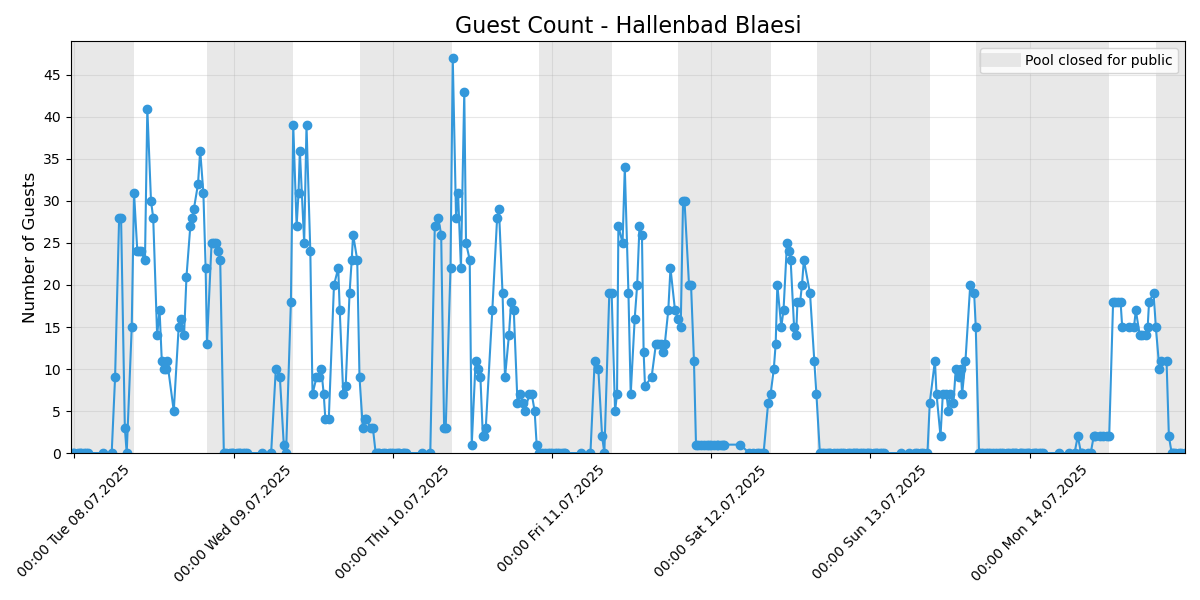 Guest Count - Hallenbad Blaesi
Pool closed for public
Number of Guests
45
40
35
30
25
20
15
10
5
0
00:00 Tue 08.07.2025
00:00 Wed 09.07.2025
00:00 Thu 10.07.2025
00:00 Fri 11.07.2025
00:00 Sat 12.07.2025
00:00 Sun 13.07.2025
00:00 Mon 14.07.2025